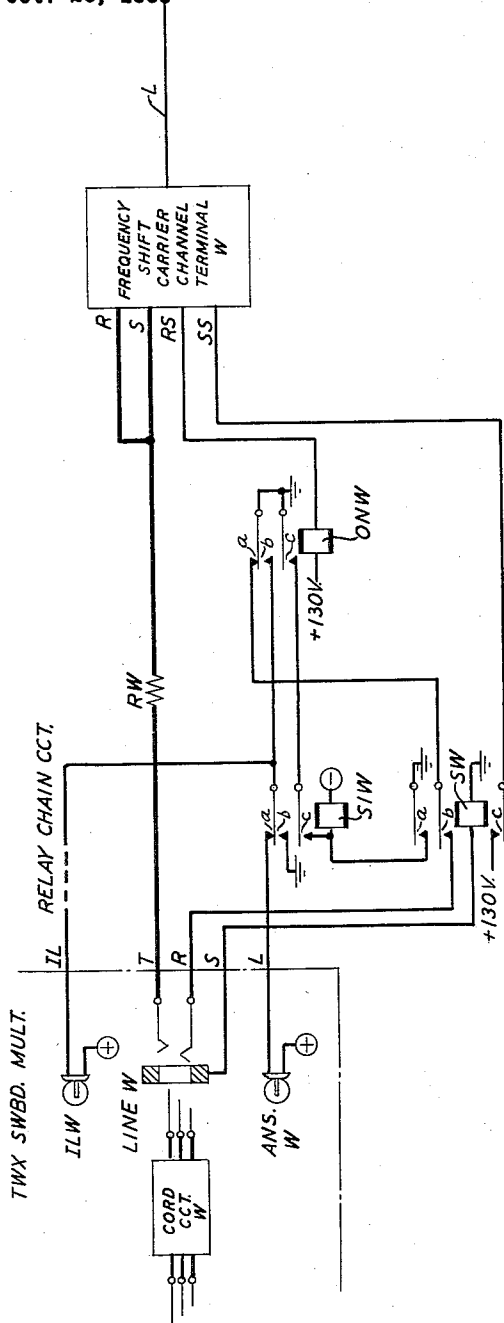 L
FREQUENCY
SHIFT
CARRIER
CHANNEL
TERMINAL
W
R
S
RS
SS
a
b
c
ONW
+130V.
RW
RELAY CHAIN CCT.
a
b
c
S1W
a
b
SW
c
+130V.
TWX SWBD. MULT.
IL
T
R
S
L
ILW
LINE W
ANS.
W
CORD
CCT.
W